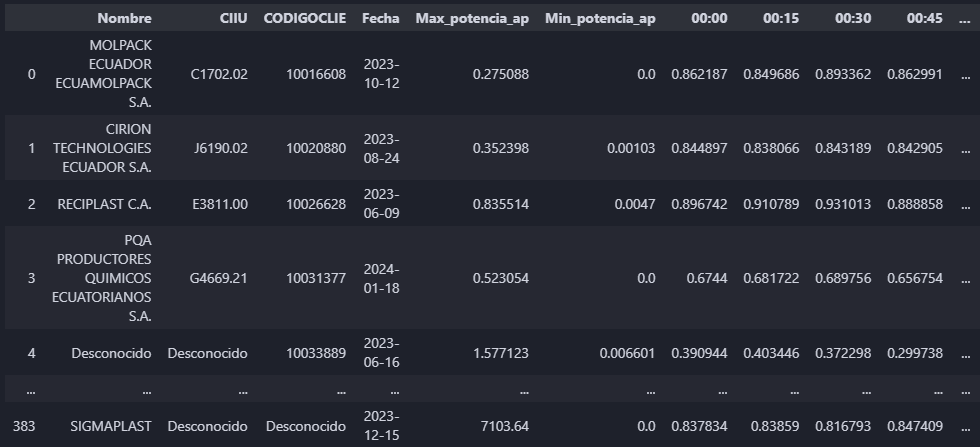 Nombre CIIU CODIGOCLIE Fecha Max_potencia_ap Min_potencia_ap 00:00 00:15 00:30 00:45 ...
0 MOLPACK ECUADOR ECUAMOLPACK S.A. C1702.02 10016608 2023-10-12 0.275088 0.0 0.862187 0.849686 0.893362 0.862991 ...
1 CIRION TECHNOLOGIES ECUADOR S.A. J6190.02 10020880 2023-08-24 0.352398 0.00103 0.844897 0.838066 0.843189 0.842905 ...
2 RECIPLAST C.A. E3811.00 10026628 2023-06-09 0.835514 0.0047 0.896742 0.910789 0.931013 0.888858 ...
3 PQA PRODUCTORES QUIMICOS ECUATORIANOS S.A. G4669.21 10031377 2024-01-18 0.523054 0.0 0.6744 0.681722 0.689756 0.656754 ...
4 Desconocido Desconocido 10033889 2023-06-16 1.577123 0.006601 0.390944 0.403446 0.372298 0.299738 ...
... ... ... ... ... ... ... ... ... ... ... ...
383 SIGMAPLAST Desconocido Desconocido 2023-12-15 7103.64 0.0 0.837834 0.83859 0.816793 0.847409 ...